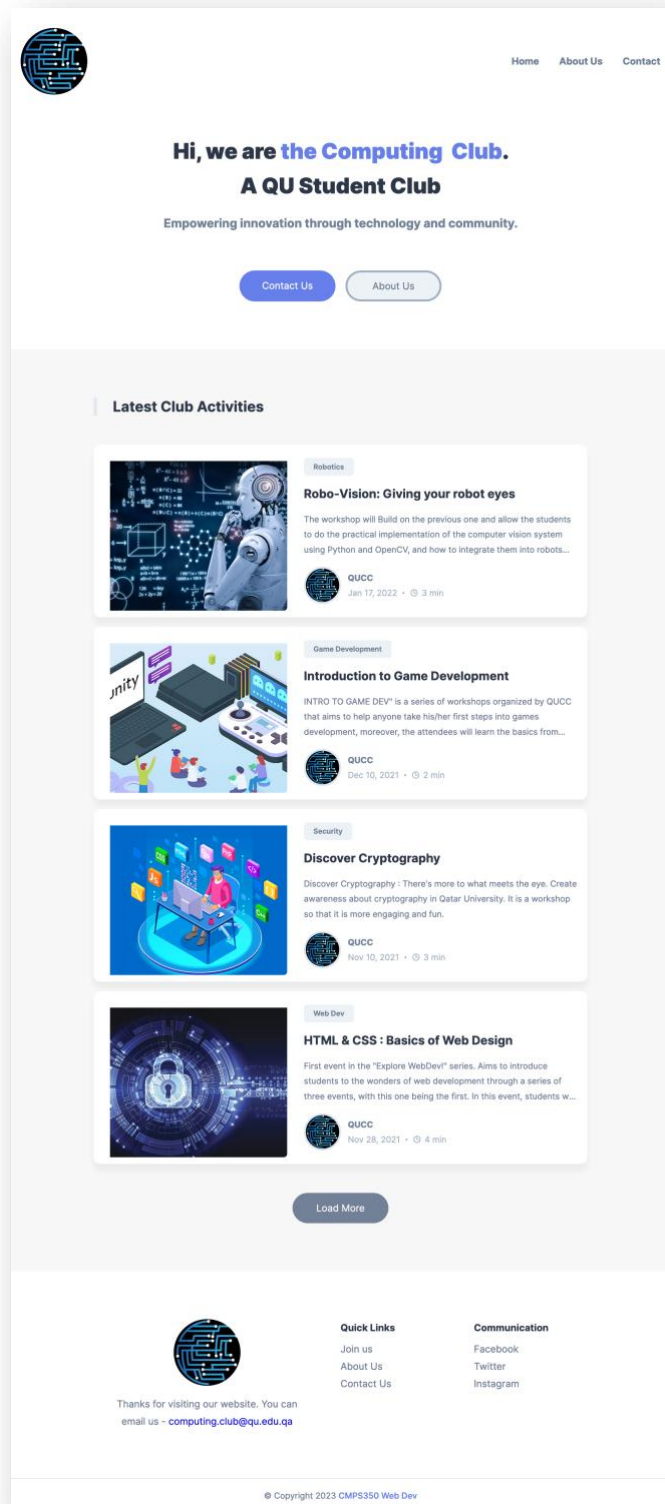 Home About Us Contact
Hi, we are the Computing Club.
A QU Student Club
Empowering innovation through technology and community.
Contact Us About Us
Latest Club Activities
Robotics
Robo-Vision: Giving your robot eyes
The workshop will Build on the previous one and allow the students
to do the practical implementation of the computer vision system
using Python and OpenCV, and how to integrate them into robots...
QUCC
Jan 17, 2022 • 3 min
unity
Game Development
Introduction to Game Development
INTRO TO GAME DEV" is a series of workshops organized by QUCC
that aims to help anyone take his/her first steps into games
development, moreover, the attendees will learn the basics from...
QUCC
Dec 10, 2021 • 2 min
Security
Discover Cryptography
Discover Cryptography : There's more to what meets the eye. Create
awareness about cryptography in Qatar University. It is a workshop
so that it is more engaging and fun.
QUCC
Nov 10, 2021 • 3 min
Web Dev
HTML & CSS : Basics of Web Design
First event in the "Explore WebDev!" series. Aims to introduce
students to the wonders of web development through a series of
three events, with this one being the first. In this event, students w...
QUCC
Nov 28, 2021 • 4 min
Load More
Thanks for visiting our website. You can
email us - computing.club@qu.edu.qa
Quick Links
Join us
About Us
Contact Us
Communication
Facebook
Twitter
Instagram
© Copyright 2023 CMPS350 Web Dev